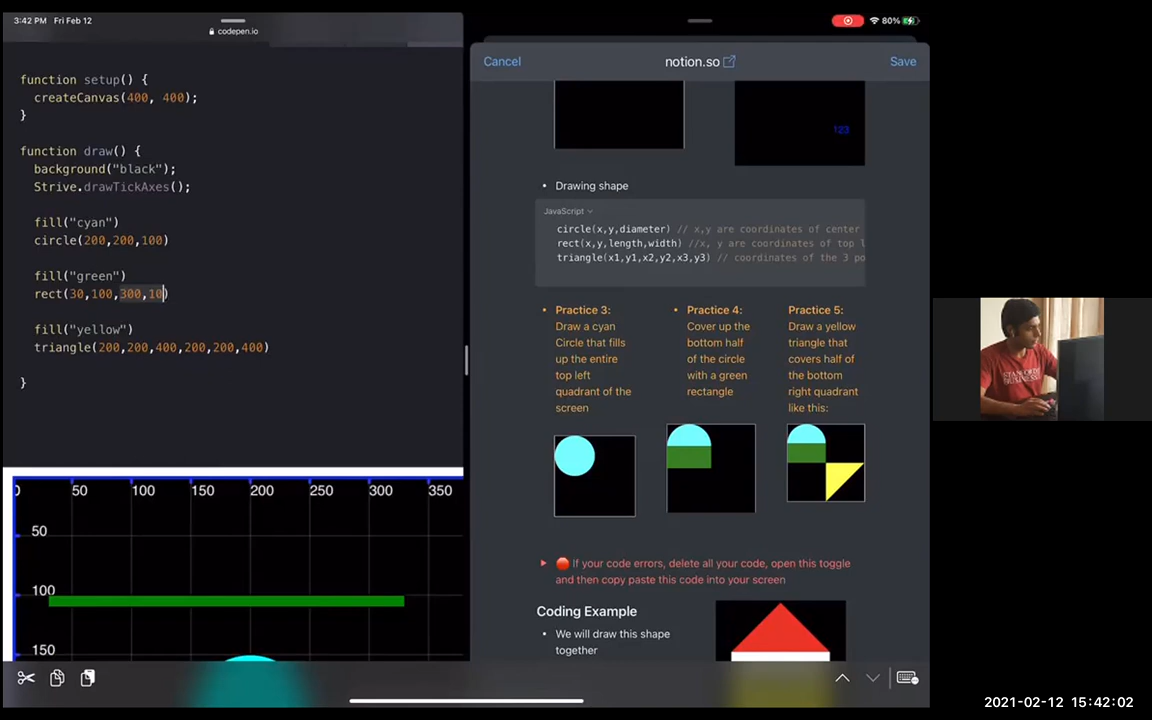 3:42 PM Fri Feb 12
codepen.io
function setup() {
createCanvas(400, 400);
}
function draw() {
background("black");
Strive.drawTickAxes();
fill("cyan")
circle(200,200,100)
fill("green")
rect(30,100,300,10)
fill("yellow")
triangle(200,200,400,200,200,400)
}
0 50 100 150 200 250 300 350
50
100
150
80%
Cancel notion.so Save
123
• Drawing shape
JavaScript
circle(x,y,diameter) // x,y are coordinates of center
rect(x,y,length,width) //x, y are coordinates of top l
triangle(x1,y1,x2,y2,x3,y3) // coordinates of the 3 po
• Practice 3:
Draw a cyan
Circle that fills
up the entire
top left
quadrant of the
screen
• Practice 4:
Cover up the
bottom half
of the circle
with a green
rectangle
Practice 5:
Draw a yellow
triangle that
covers half of
the bottom
right quadrant
like this:
If your code errors, delete all your code, open this toggle
and then copy paste this code into your screen
Coding Example
• We will draw this shape
together
STANFORD
BUSINESS
2021-02-12 15:42:02